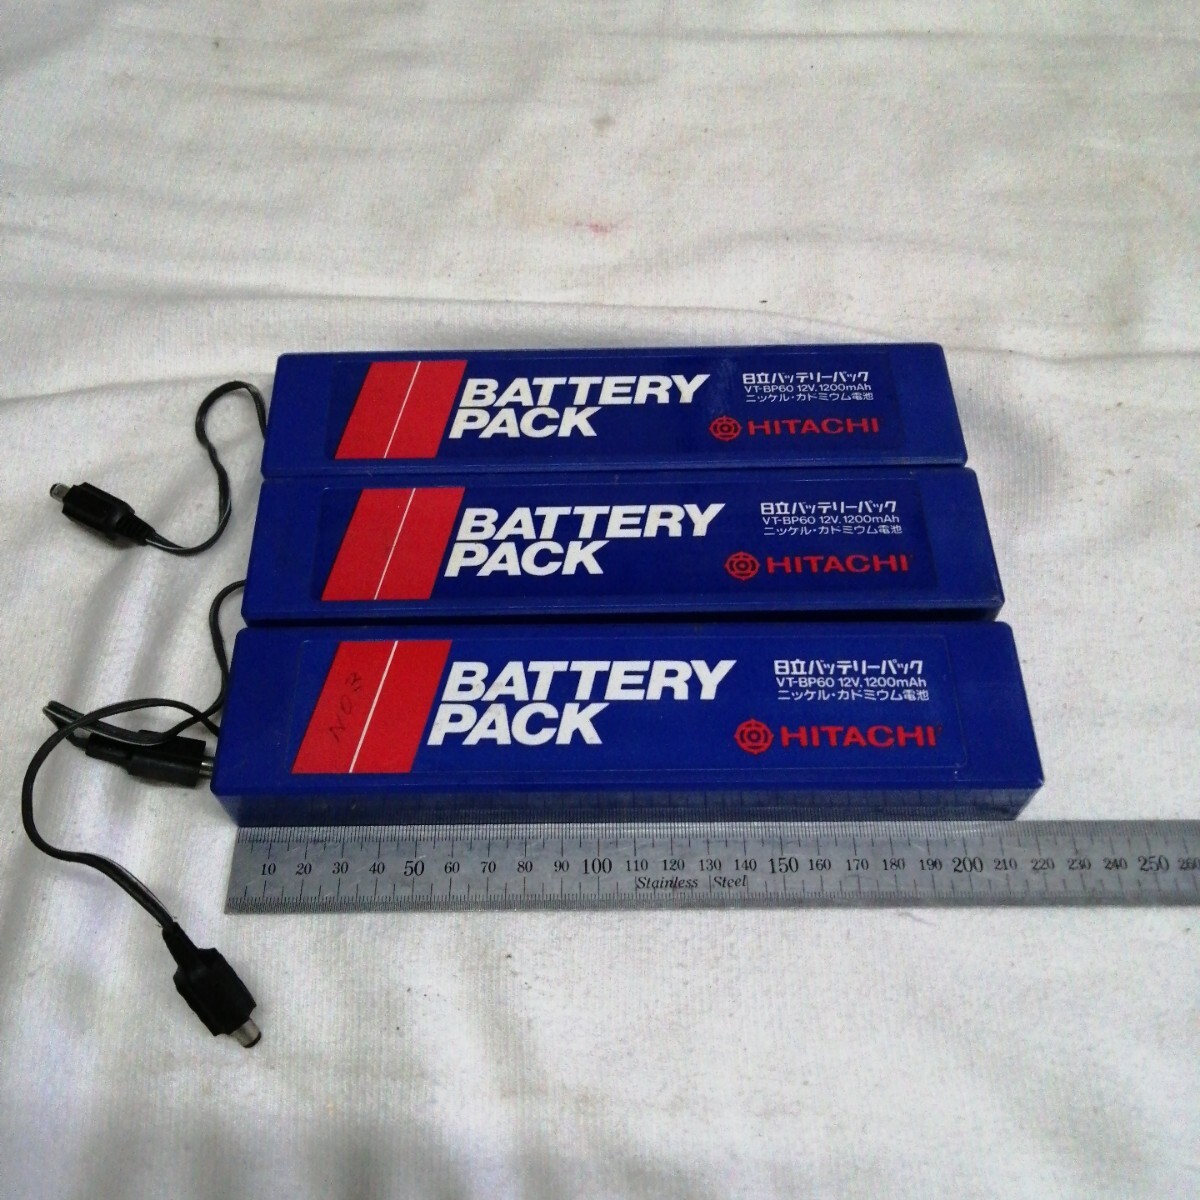 BATTERY
PACK
日立バッテリーパック
VT-BP60 12V, 1200mAh
ニッケル・カドミウム電池
HITACHI
BATTERY
PACK
日立バッテリーパック
VT-BP60 12V, 1200mAh
ニッケル・カドミウム電池
HITACHI
NO.3
BATTERY
PACK
日立バッテリーパック
VT-BP60 12V, 1200mAh
ニッケル・カドミウム電池
HITACHI
10 20 30 40 50 60 70 80 90 100 110 120 130 140 150 160 170 180 190 200 210 220 230 240 250 260
Stainless Steel